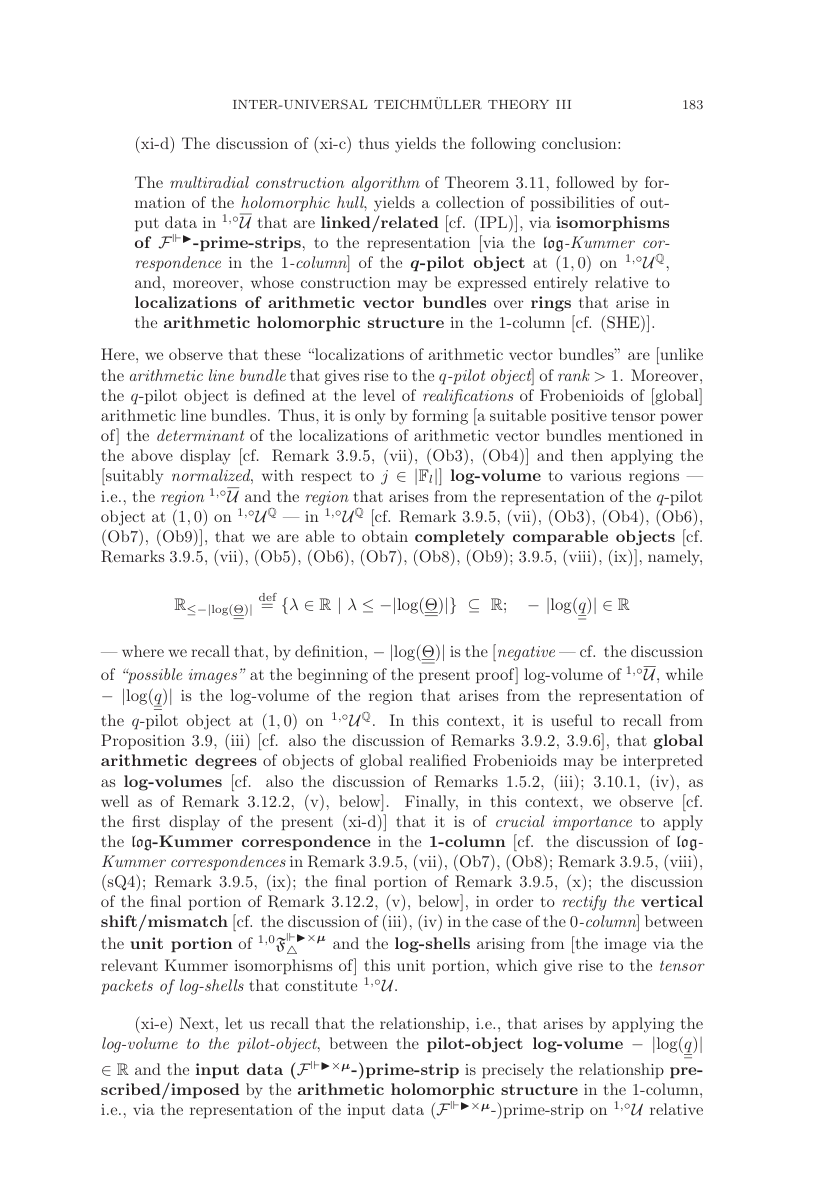 INTER-UNIVERSAL TEICHMÜLLER THEORY III 183
(xi-d) The discussion of (xi-c) thus yields the following conclusion:
The multiradial construction algorithm of Theorem 3.11, followed by for-
mation of the holomorphic hull, yields a collection of possibilities of out-
put data in ^{1,∘}\overline{𝒰} that are linked/related [cf. (IPL)], via isomorphisms
of ℱ^{⊩▶}-prime-strips, to the representation [via the 𝔩𝔬𝔤-Kummer cor-
respondence in the 1-column] of the q-pilot object at (1, 0) on ^{1,∘}𝒰^ℚ,
and, moreover, whose construction may be expressed entirely relative to
localizations of arithmetic vector bundles over rings that arise in
the arithmetic holomorphic structure in the 1-column [cf. (SHE)].
Here, we observe that these “localizations of arithmetic vector bundles” are [unlike
the arithmetic line bundle that gives rise to the q-pilot object] of rank > 1. Moreover,
the q-pilot object is defined at the level of realifications of Frobenioids of [global]
arithmetic line bundles. Thus, it is only by forming [a suitable positive tensor power
of] the determinant of the localizations of arithmetic vector bundles mentioned in
the above display [cf. Remark 3.9.5, (vii), (Ob3), (Ob4)] and then applying the
[suitably normalized, with respect to j ∈ |𝔽_l|] log-volume to various regions —
i.e., the region ^{1,∘}\overline{𝒰} and the region that arises from the representation of the q-pilot
object at (1, 0) on ^{1,∘}𝒰^ℚ — in ^{1,∘}𝒰^ℚ [cf. Remark 3.9.5, (vii), (Ob3), (Ob4), (Ob6),
(Ob7), (Ob9)], that we are able to obtain completely comparable objects [cf.
Remarks 3.9.5, (vii), (Ob5), (Ob6), (Ob7), (Ob8), (Ob9); 3.9.5, (viii), (ix)], namely,
ℝ_{≤−|log(\underline{\underline{Θ}})|} \overset{def}{=} {λ ∈ ℝ | λ ≤ −|log(\underline{\underline{Θ}})|} ⊆ ℝ; − |log(\underline{\underline{q}})| ∈ ℝ
— where we recall that, by definition, − |log(\underline{\underline{Θ}})| is the [negative — cf. the discussion
of “possible images” at the beginning of the present proof] log-volume of ^{1,∘}\overline{𝒰}, while
− |log(\underline{\underline{q}})| is the log-volume of the region that arises from the representation of
the q-pilot object at (1, 0) on ^{1,∘}𝒰^ℚ. In this context, it is useful to recall from
Proposition 3.9, (iii) [cf. also the discussion of Remarks 3.9.2, 3.9.6], that global
arithmetic degrees of objects of global realified Frobenioids may be interpreted
as log-volumes [cf. also the discussion of Remarks 1.5.2, (iii); 3.10.1, (iv), as
well as of Remark 3.12.2, (v), below]. Finally, in this context, we observe [cf.
the first display of the present (xi-d)] that it is of crucial importance to apply
the 𝔩𝔬𝔤-Kummer correspondence in the 1-column [cf. the discussion of 𝔩𝔬𝔤-
Kummer correspondences in Remark 3.9.5, (vii), (Ob7), (Ob8); Remark 3.9.5, (viii),
(sQ4); Remark 3.9.5, (ix); the final portion of Remark 3.9.5, (x); the discussion
of the final portion of Remark 3.12.2, (v), below], in order to rectify the vertical
shift/mismatch [cf. the discussion of (iii), (iv) in the case of the 0-column] between
the unit portion of ^{1,0}𝔉_△^{⊩▶×μ} and the log-shells arising from [the image via the
relevant Kummer isomorphisms of] this unit portion, which give rise to the tensor
packets of log-shells that constitute ^{1,∘}𝒰.
(xi-e) Next, let us recall that the relationship, i.e., that arises by applying the
log-volume to the pilot-object, between the pilot-object log-volume − |log(\underline{\underline{q}})|
∈ ℝ and the input data (ℱ^{⊩▶×μ}-)prime-strip is precisely the relationship pre-
scribed/imposed by the arithmetic holomorphic structure in the 1-column,
i.e., via the representation of the input data (ℱ^{⊩▶×μ}-)prime-strip on ^{1,∘}𝒰 relative